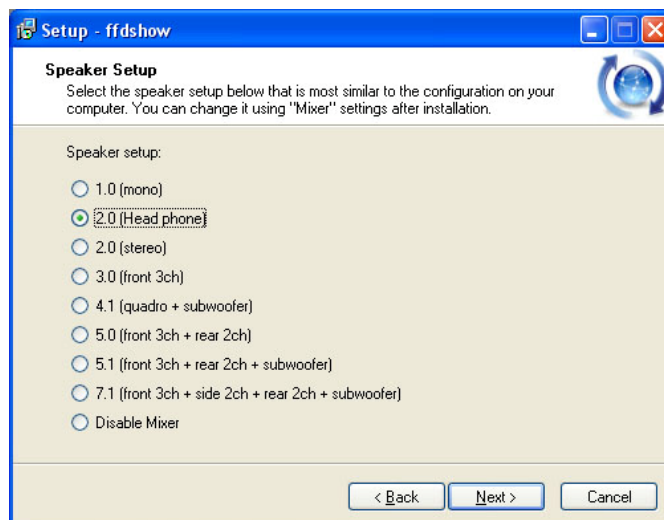 Setup - ffdshow
Speaker Setup
Select the speaker setup below that is most similar to the configuration on your
computer. You can change it using "Mixer" settings after installation.
Speaker setup:
1.0 (mono)
2.0 (Head phone)
2.0 (stereo)
3.0 (front 3ch)
4.1 (quadro + subwoofer)
5.0 (front 3ch + rear 2ch)
5.1 (front 3ch + rear 2ch + subwoofer)
7.1 (front 3ch + side 2ch + rear 2ch + subwoofer)
Disable Mixer
< Back Next > Cancel